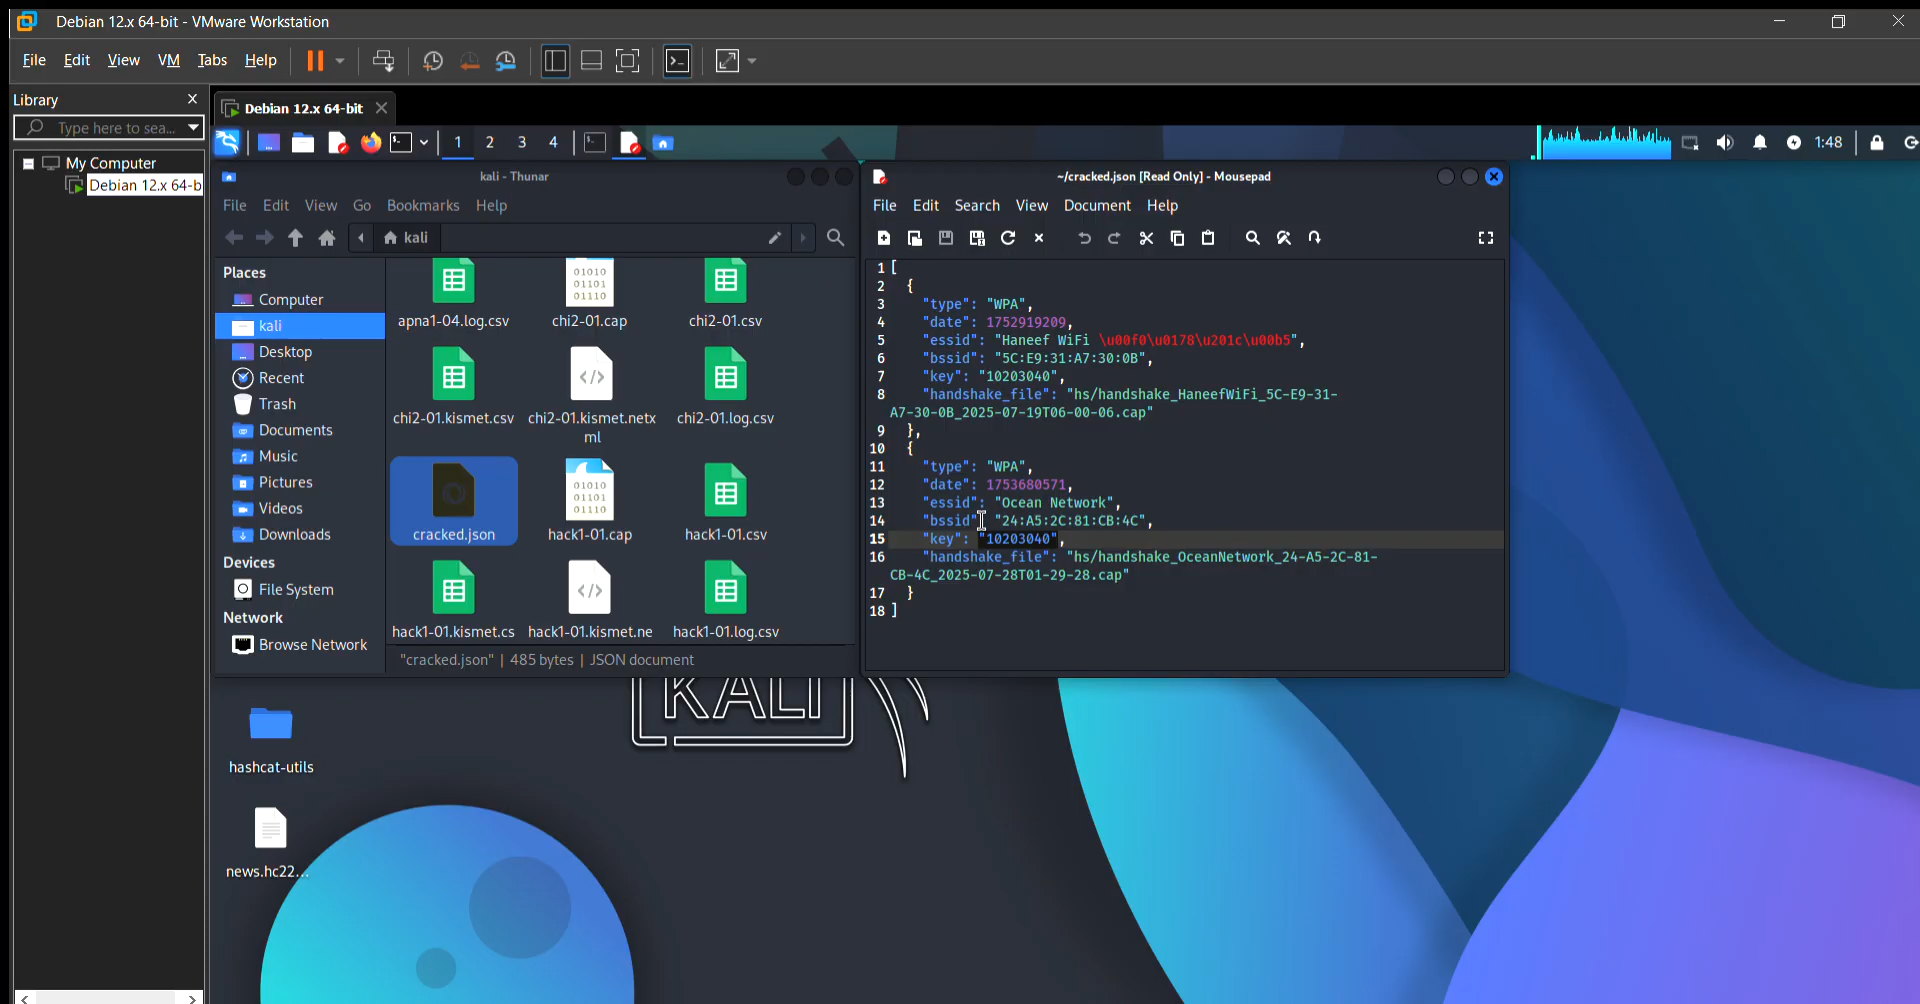 Debian 12.x 64-bit - VMware Workstation
File Edit View VM Tabs Help
Library
Type here to sea...
My Computer
Debian 12.x 64-b
Debian 12.x 64-bit
1 2 3 4
1:48
kali - Thunar
File Edit View Go Bookmarks Help
kali
Places
Computer
kali
Desktop
Recent
Trash
Documents
Music
Pictures
Videos
Downloads
Devices
File System
Network
Browse Network
apna1-04.log.csv
chi2-01.cap
chi2-01.csv
chi2-01.kismet.csv
chi2-01.kismet.netx
ml
chi2-01.log.csv
cracked.json
hack1-01.cap
hack1-01.csv
hack1-01.kismet.cs
hack1-01.kismet.ne
hack1-01.log.csv
01010
01101
01110
01010
01101
01110
"cracked.json" | 485 bytes | JSON document
~/cracked.json [Read Only] - Mousepad
File Edit Search View Document Help
1 [
2 {
3 "type": "WPA",
4 "date": 1752919209,
5 "essid": "Haneef WiFi \u00f0\u0178\u201c\u00b5",
6 "bssid": "5C:E9:31:A7:30:0B",
7 "key": "10203040",
8 "handshake_file": "hs/handshake_HaneefWiFi_5C-E9-31-
A7-30-0B_2025-07-19T06-00-06.cap"
9 },
10 {
11 "type": "WPA",
12 "date": 1753680571,
13 "essid": "Ocean Network",
14 "bssid": "24:A5:2C:81:CB:4C",
15 "key": "10203040",
16 "handshake_file": "hs/handshake_OceanNetwork_24-A5-2C-81-
CB-4C_2025-07-28T01-29-28.cap"
17 }
18 ]
KALI
hashcat-utils
news.hc22...